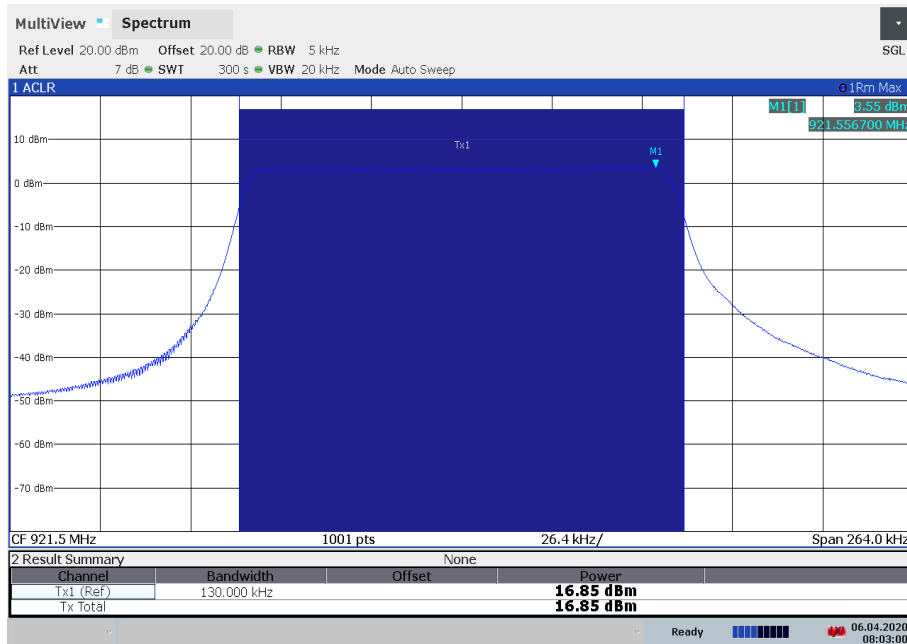 MultiView Spectrum
Ref Level 20.00 dBm Offset 20.00 dB RBW 5 kHz
SGL
Att 7 dB SWT 300 s VBW 20 kHz Mode Auto Sweep
1 ACLR 1Rm Max
M1[1] 3.55 dBm
921.556700 MHz
10 dBm
Tx1
M1
0 dBm
-10 dBm
-20 dBm
-30 dBm
-40 dBm
-50 dBm
-60 dBm
-70 dBm
CF 921.5 MHz 1001 pts 26.4 kHz/ Span 264.0 kHz
2 Result Summary None
Channel Bandwidth Offset Power
Tx1 (Ref) 130.000 kHz 16.85 dBm
Tx Total 16.85 dBm
Ready 06.04.2020
08:03:00